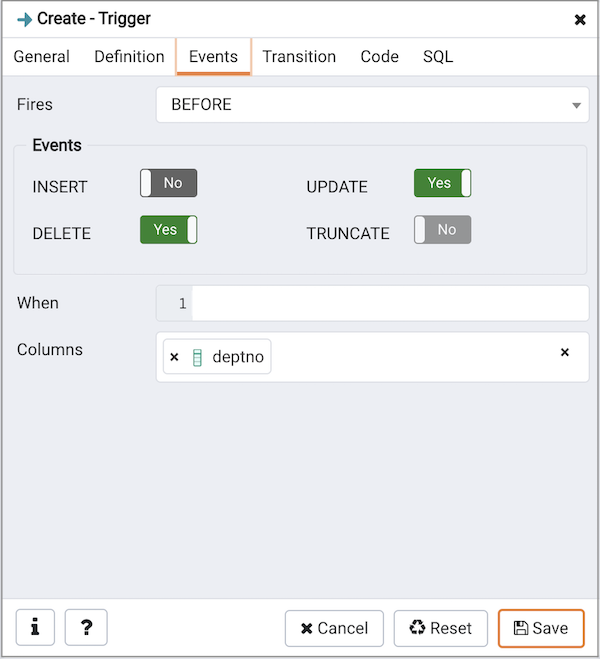 Create - Trigger
General Definition Events Transition Code SQL
Fires BEFORE
Events
INSERT No UPDATE Yes
DELETE Yes TRUNCATE No
When 1
Columns deptno
i ? Cancel Reset Save